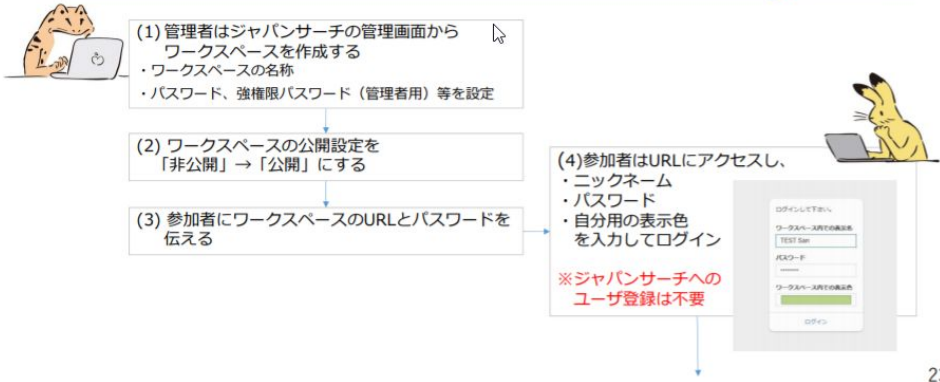 (1) 管理者はジャパンサーチの管理画面から
ワークスペースを作成する
・ワークスペースの名称
・パスワード、強権限パスワード（管理者用）等を設定
(2) ワークスペースの公開設定を
「非公開」→「公開」にする
(3) 参加者にワークスペースのURLとパスワードを
伝える
(4)参加者はURLにアクセスし、
・ニックネーム
・パスワード
・自分用の表示色
を入力してログイン
※ジャパンサーチへの
ユーザ登録は不要
ログインして下さい。
ワークスペース内での表示名
TEST San
パスワード
ワークスペース内での表示色
ログイン